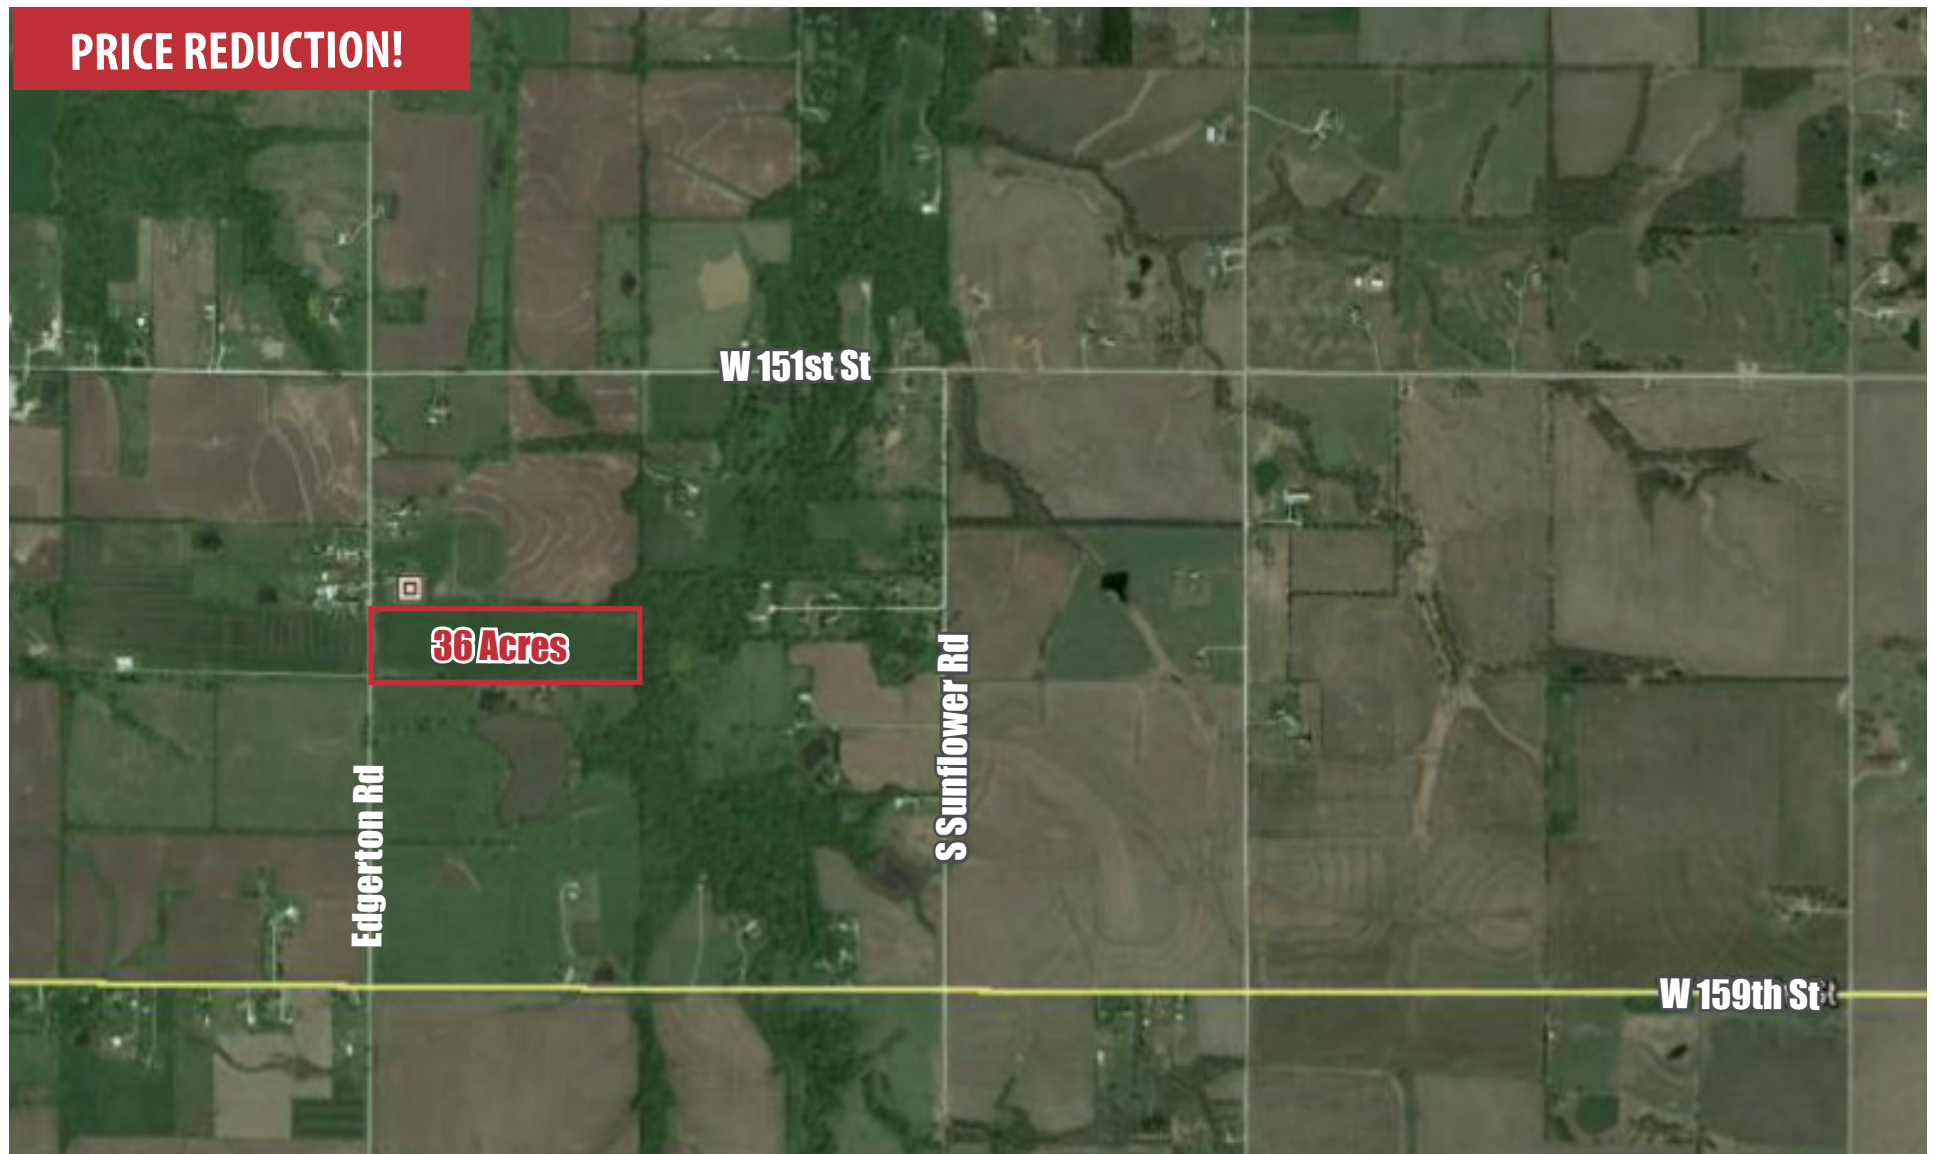 PRICE REDUCTION!
W 151st St
36 Acres
S Sunflower Rd
Edgerton Rd
W 159th St